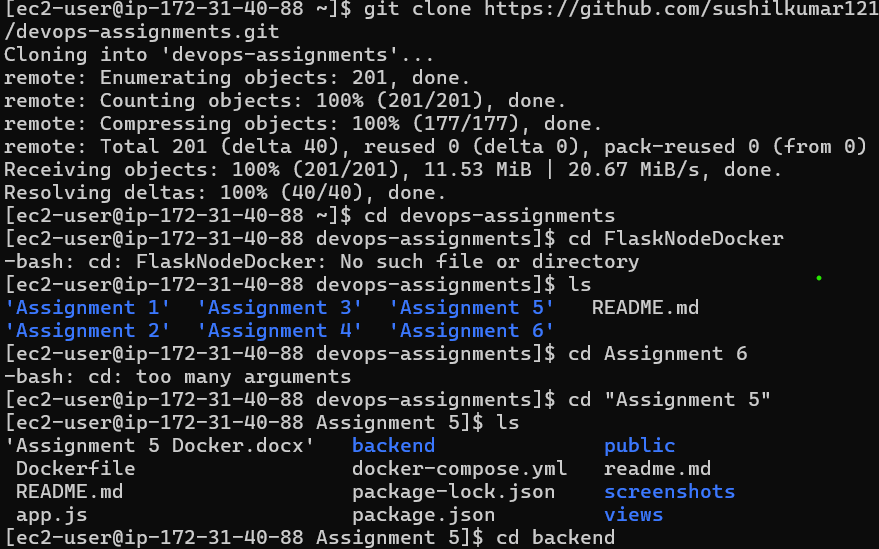 [ec2-user@ip-172-31-40-88 ~]$ git clone https://github.com/sushilkumar121
/devops-assignments.git
Cloning into 'devops-assignments'...
remote: Enumerating objects: 201, done.
remote: Counting objects: 100% (201/201), done.
remote: Compressing objects: 100% (177/177), done.
remote: Total 201 (delta 40), reused 0 (delta 0), pack-reused 0 (from 0)
Receiving objects: 100% (201/201), 11.53 MiB | 20.67 MiB/s, done.
Resolving deltas: 100% (40/40), done.
[ec2-user@ip-172-31-40-88 ~]$ cd devops-assignments
[ec2-user@ip-172-31-40-88 devops-assignments]$ cd FlaskNodeDocker
-bash: cd: FlaskNodeDocker: No such file or directory
[ec2-user@ip-172-31-40-88 devops-assignments]$ ls
'Assignment 1'  'Assignment 3'  'Assignment 5'   README.md
'Assignment 2'  'Assignment 4'  'Assignment 6'
[ec2-user@ip-172-31-40-88 devops-assignments]$ cd Assignment 6
-bash: cd: too many arguments
[ec2-user@ip-172-31-40-88 devops-assignments]$ cd "Assignment 5"
[ec2-user@ip-172-31-40-88 Assignment 5]$ ls
'Assignment 5 Docker.docx'   backend              public
 Dockerfile                  docker-compose.yml   readme.md
 README.md                   package-lock.json    screenshots
 app.js                      package.json         views
[ec2-user@ip-172-31-40-88 Assignment 5]$ cd backend